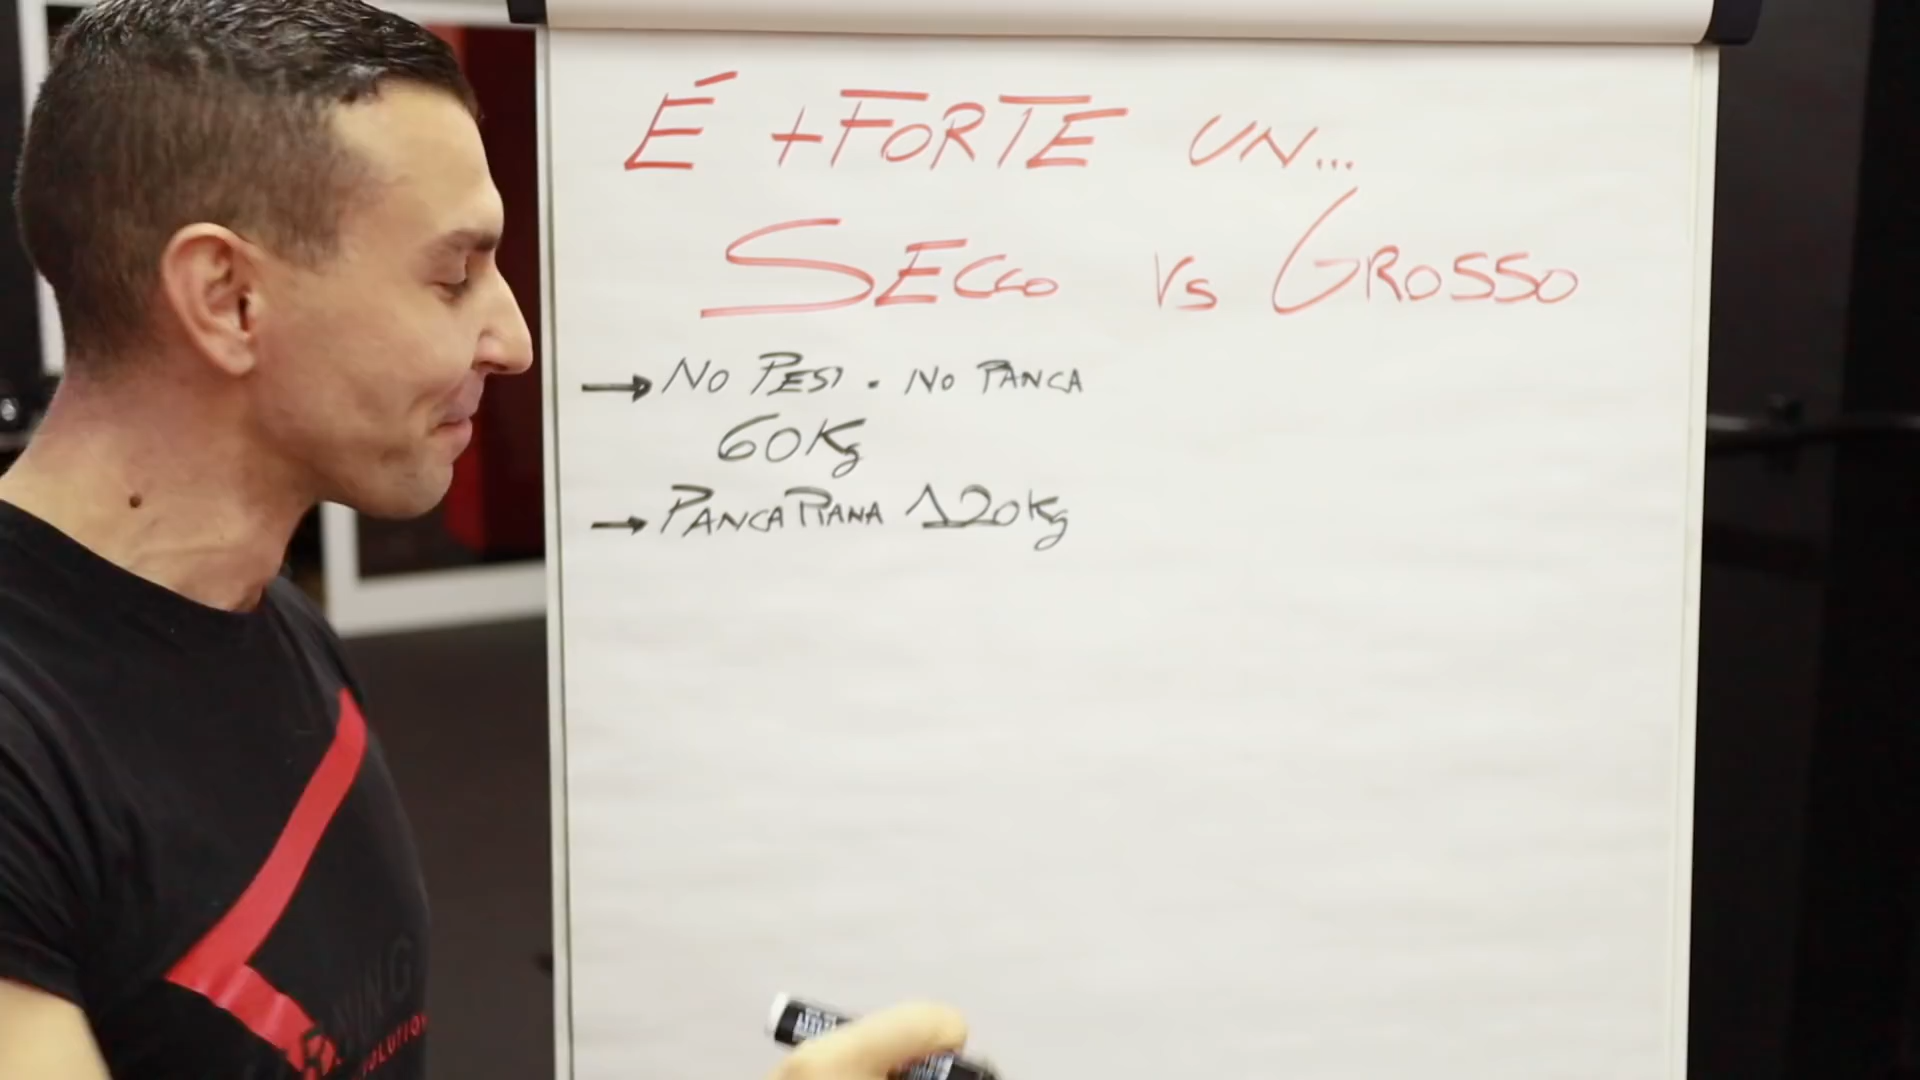 É +FORTE UN...
SECCO Vs GROSSO
→ NO PESI . NO PANCA
60Kg
→ PANCA PIANA 120Kg